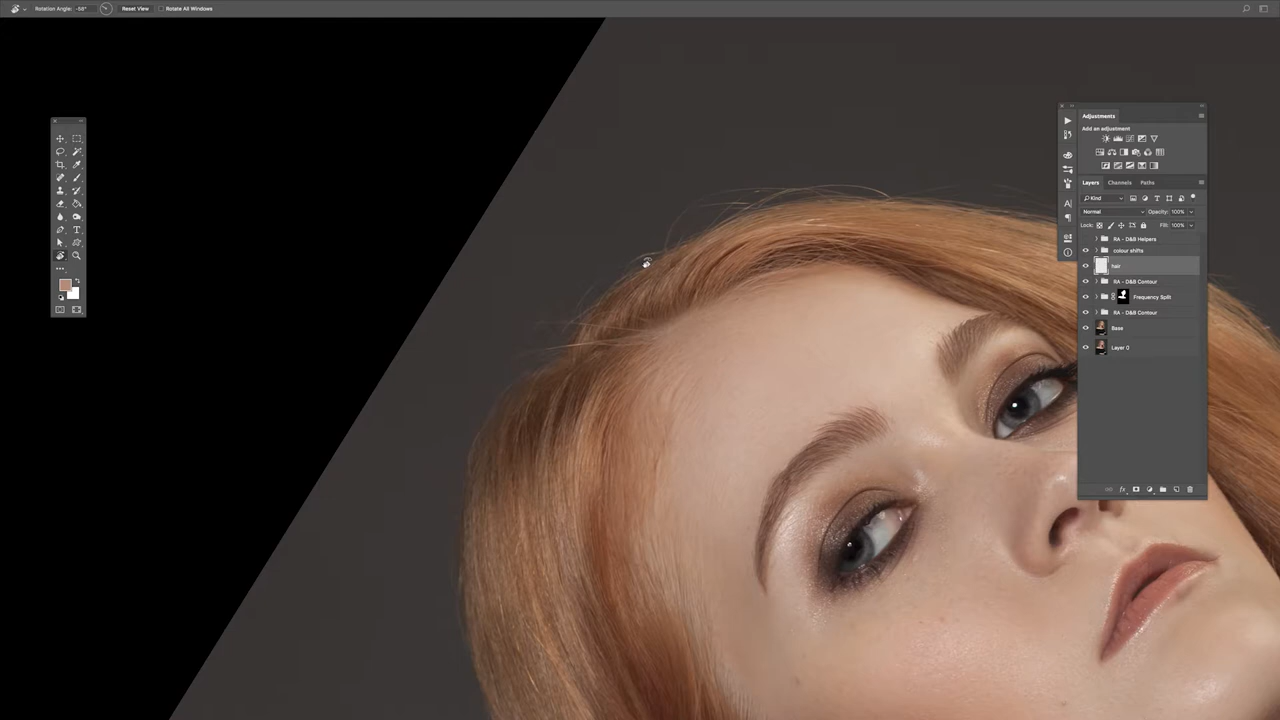 Rotation Angle: -58° Reset View Rotate All Windows
Adjustments
Add an adjustment
Layers Channels Paths
Kind
Normal Opacity: 100%
Lock: Fill: 100%
RA - D&B Helpers
colour shifts
hair
RA - D&B Contour
Frequency Split
RA - D&B Contour
Base
Layer 0